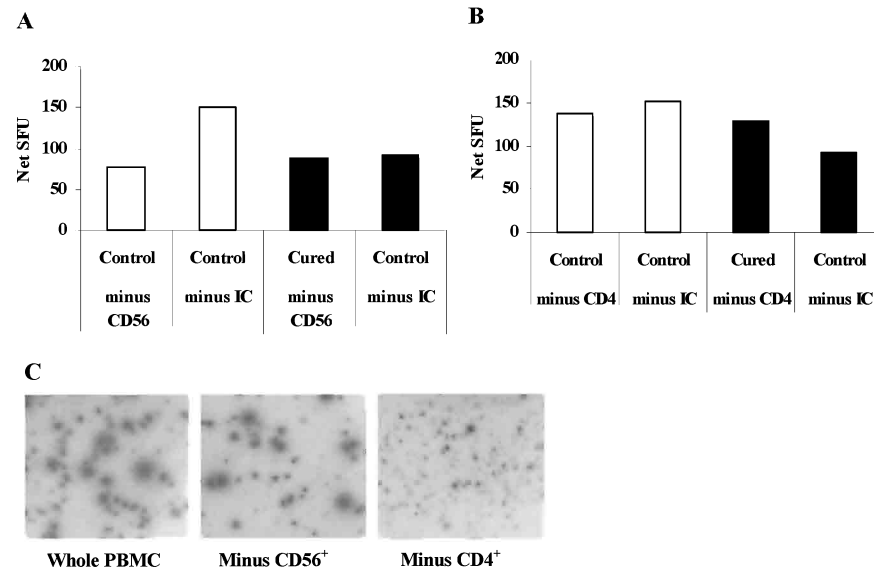 A
Net SFU
200
150
100
50
0
Control
Control
Cured
Control
minus CD56
minus IC
minus CD56
minus IC
B
Net SFU
200
150
100
50
0
Control
Control
Cured
Control
minus CD4
minus IC
minus CD4
minus IC
C
Whole PBMC
Minus CD56+
Minus CD4+